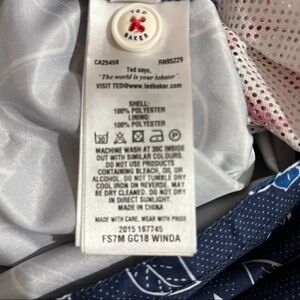 TED
BAKER
CA25459 RN95229
Ted says,
"The world is your lobster"
VISIT TED@www.tedbaker.com
SHELL:
100% POLYESTER
LINING:
100% POLYESTER
MACHINE WASH AT 30C INSIDE
OUT WITH SIMILAR COLOURS.
DO NOT USE PRODUCTS
CONTAINING BLEACH, OIL, OR
ALCOHOL. DO NOT TUMBLE DRY
COOL IRON ON REVERSE. MAY
BE DRY CLEANED. DO NOT DRY
IN DIRECT SUNLIGHT.
MADE IN CHINA
MADE WITH CARE, WEAR WITH PRIDE
2015 167745
FS7M GC18 WINDA